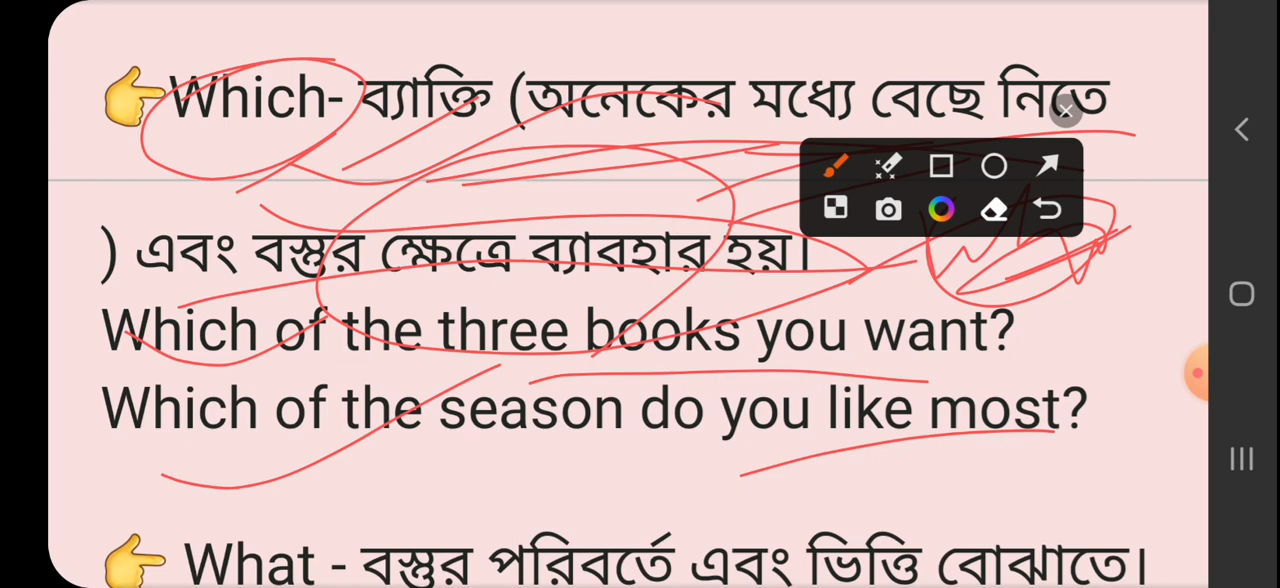 Which- ব্যাক্তি (অনেকের মধ্যে বেছে নিতে
) এবং বস্তুর ক্ষেত্রে ব্যাবহার হয়।
Which of the three books you want?
Which of the season do you like most?
What - বস্তুর পরিবর্তে এবং ভিত্তি বোঝাতে।